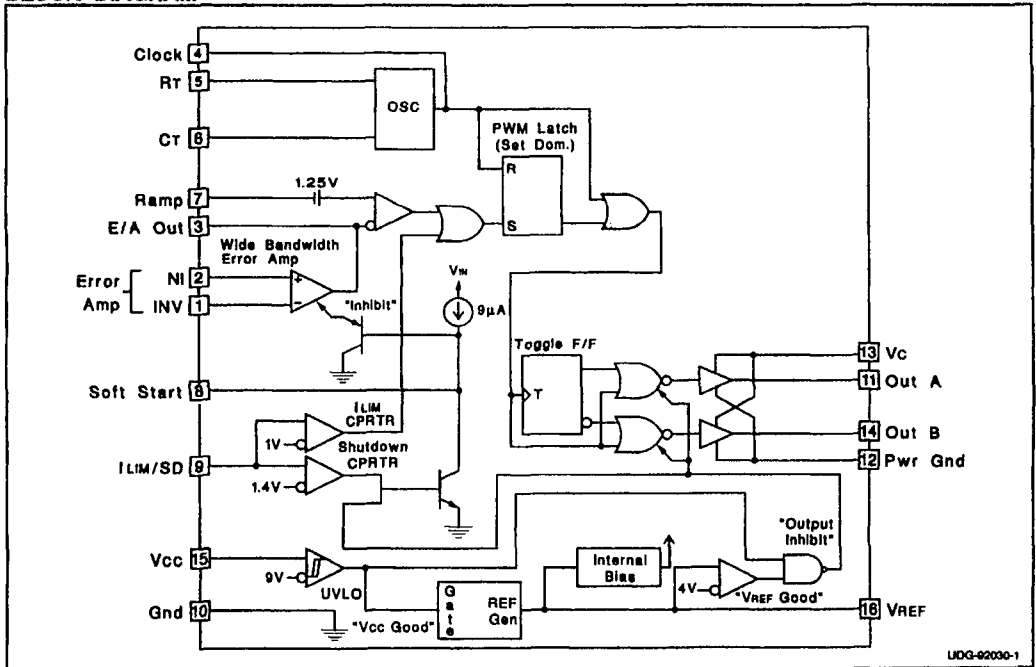 Clock 4
RT 5
CT 6
OSC
PWM Latch
(Set Dom.)
R
S
Ramp 7
1.25V
E/A Out 3
Wide Bandwidth
Error Amp
Error
Amp
NI 2
INV 1
+
−
"Inhibit"
VIN
9µA
Soft Start 8
Toggle F/F
T
13 Vc
11 Out A
14 Out B
12 Pwr Gnd
ILIM
CPRTR
1V
Shutdown
CPRTR
ILIM/SD 9
1.4V
"Output
Inhibit"
Vcc 15
9V
UVLO
Internal
Bias
4V
"VREF Good"
Gnd 10
"Vcc Good"
Gate
REF
Gen
16 VREF
UDG-92030-1